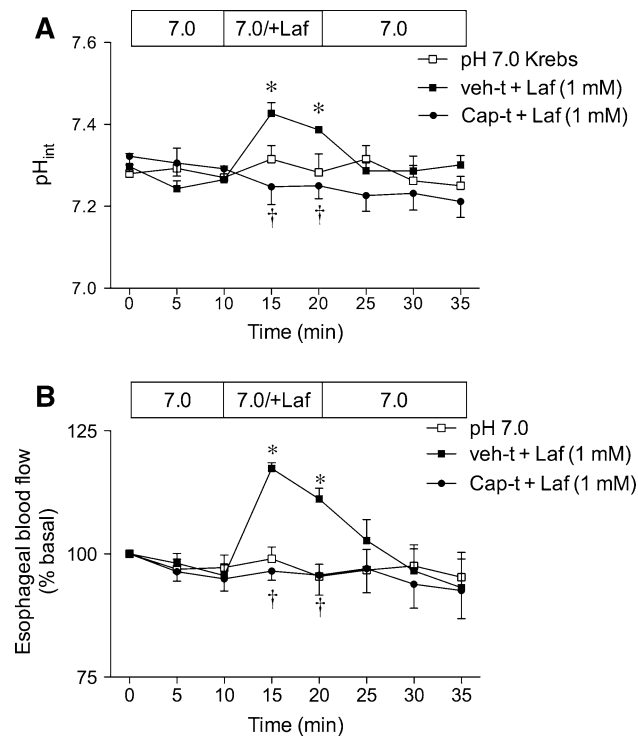 A
7.0 7.0/+Laf 7.0
7.6
7.4
7.2
7.0
pHint
pH 7.0 Krebs
veh-t + Laf (1 mM)
Cap-t + Laf (1 mM)
* *
† †
0 5 10 15 20 25 30 35
Time (min)
B
7.0 7.0/+Laf 7.0
125
100
75
Esophageal blood flow
(% basal)
pH 7.0
veh-t + Laf (1 mM)
Cap-t + Laf (1 mM)
* *
† †
0 5 10 15 20 25 30 35
Time (min)